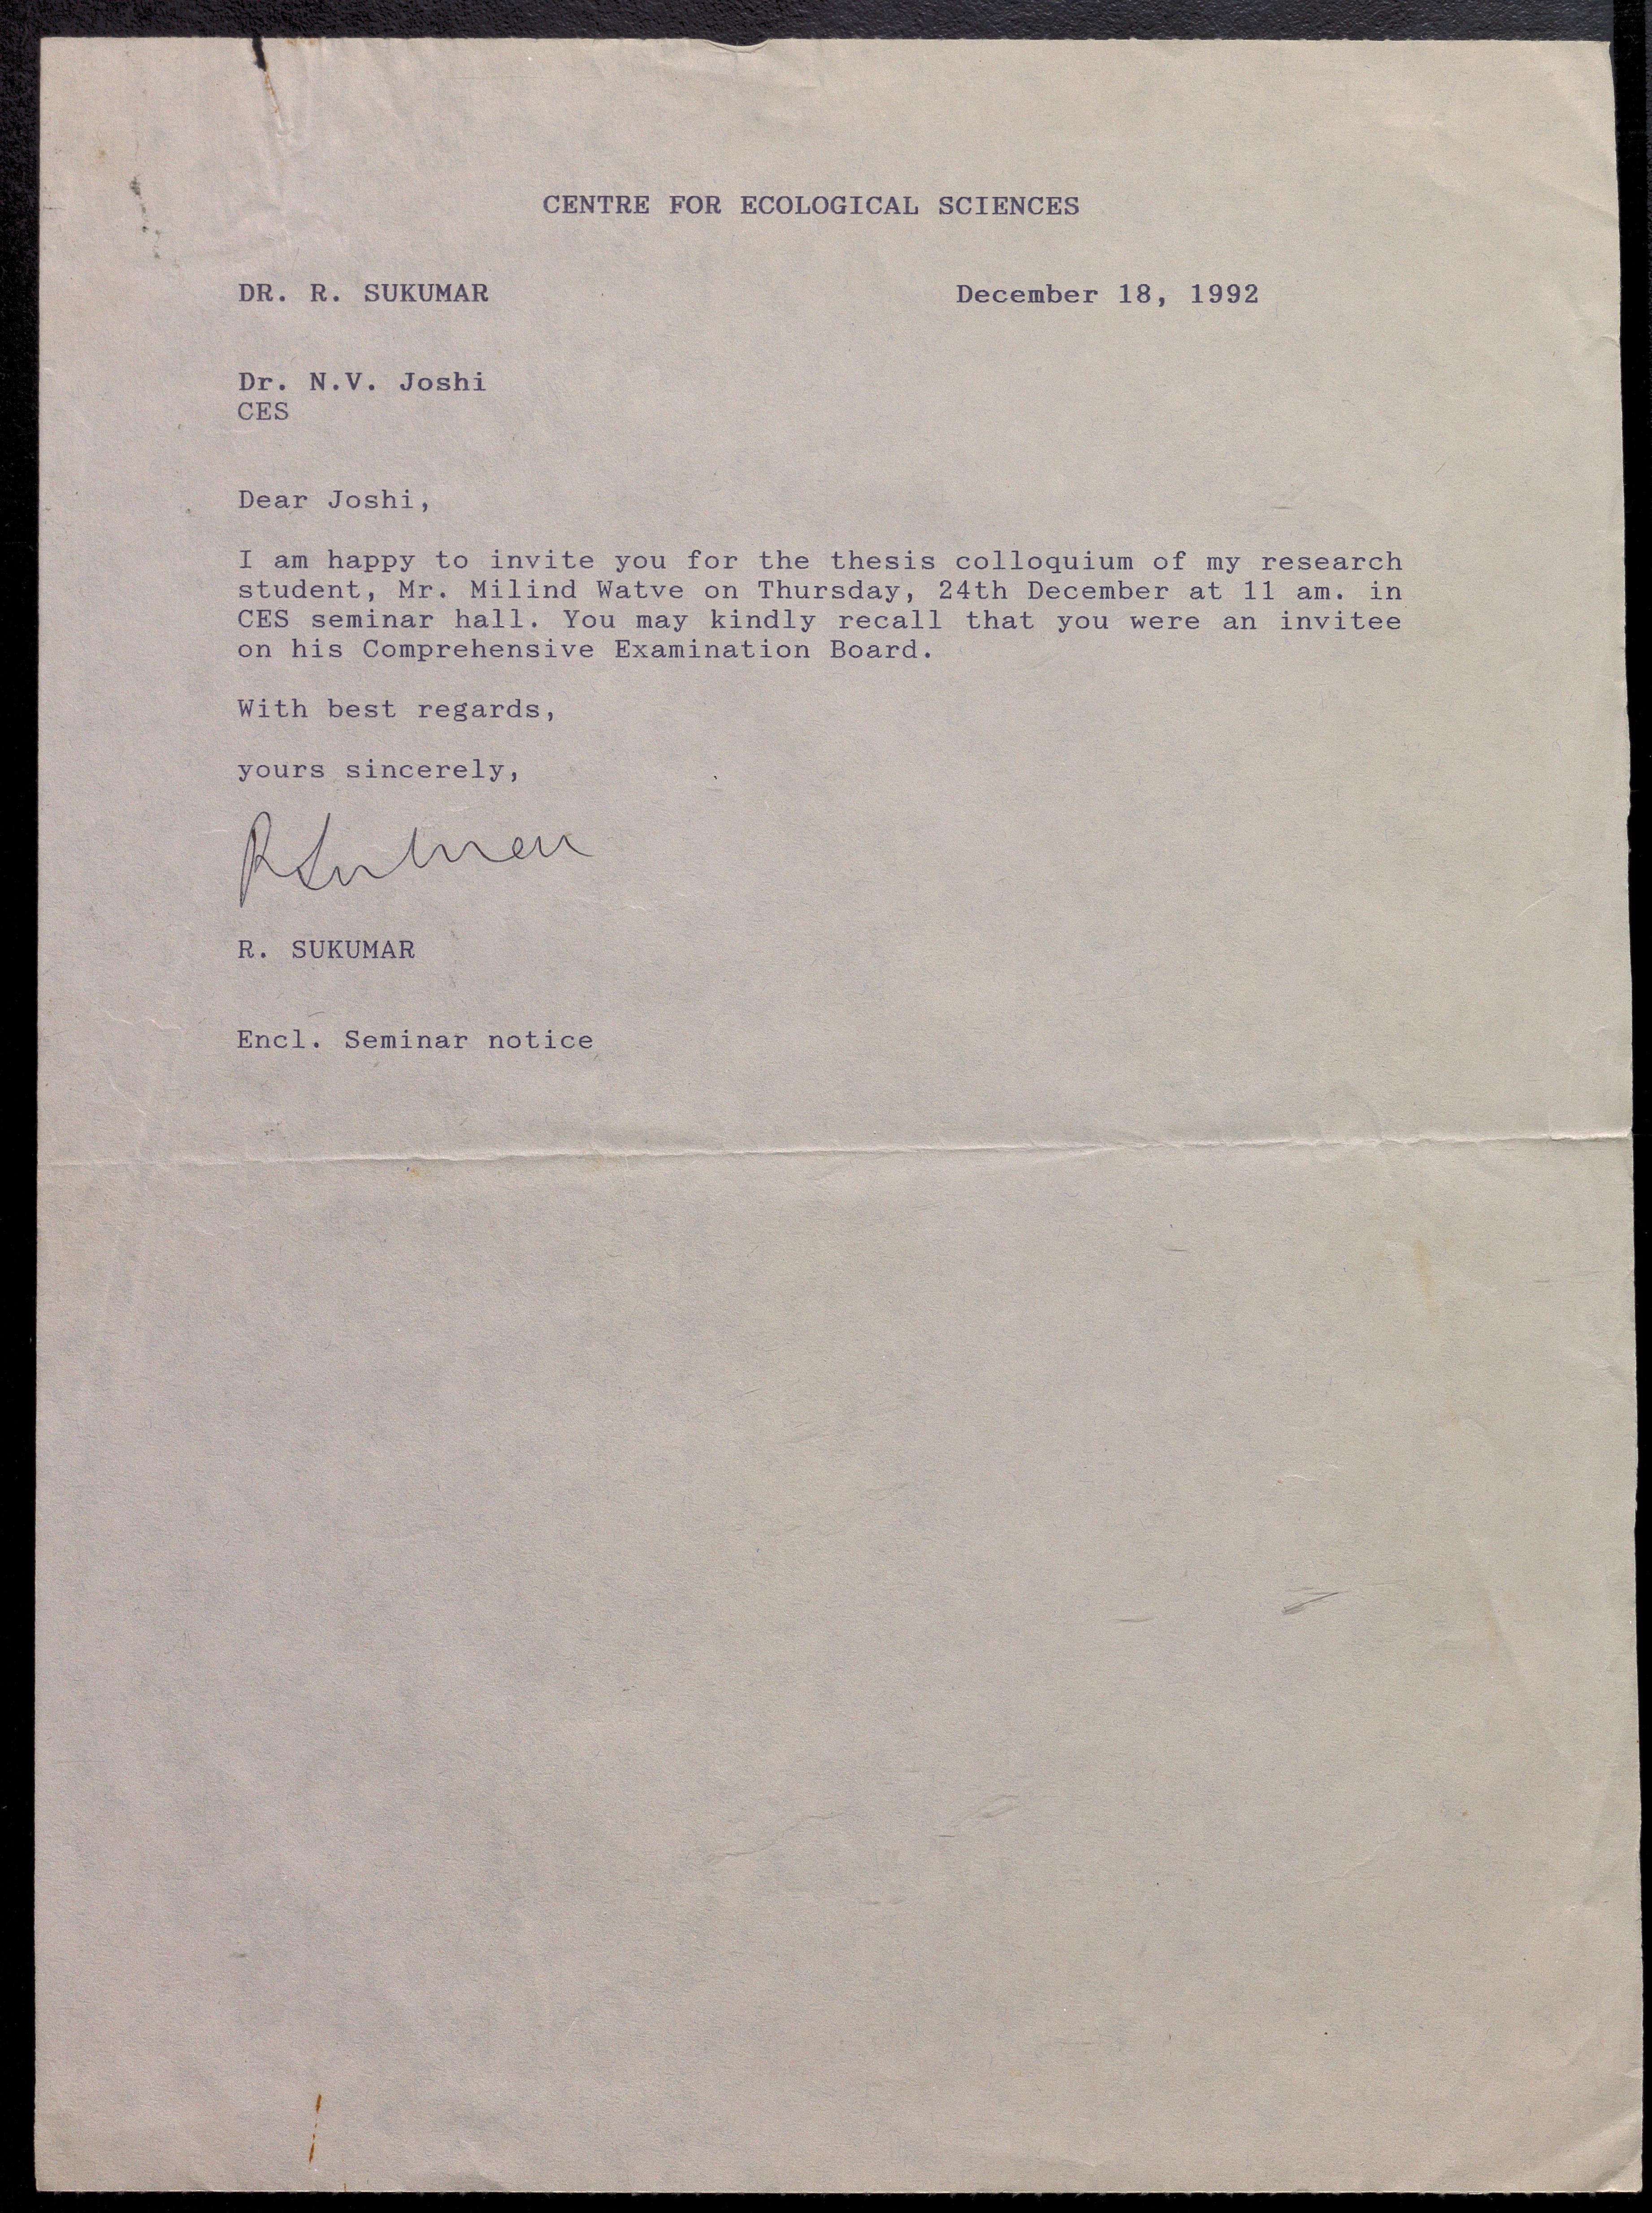 CENTRE FOR ECOLOGICAL SCIENCES
DR. R. SUKUMAR December 18, 1992
Dr. N.V. Joshi
CES
Dear Joshi,
I am happy to invite you for the thesis colloquium of my research
student, Mr. Milind Watve on Thursday, 24th December at 11 am. in
CES seminar hall. You may kindly recall that you were an invitee
on his Comprehensive Examination Board.
With best regards,
yours sincerely,
R Sukumar
R. SUKUMAR
Encl. Seminar notice